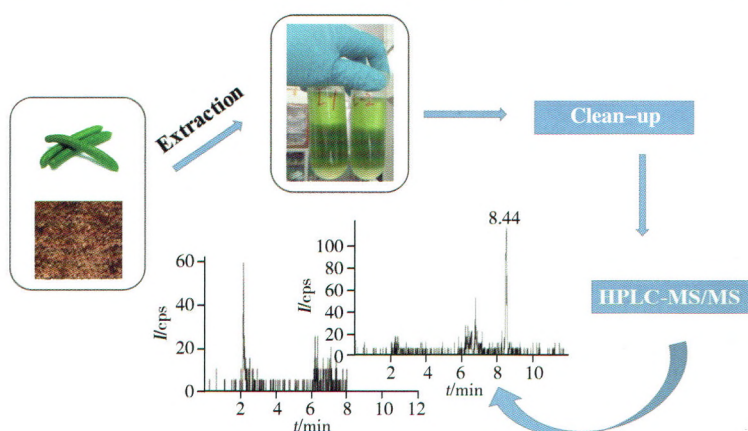 Extraction
Clean-up
HPLC-MS/MS
8.44
I/cps
100
80
60
40
20
0
2 4 6 8 10
t/min
I/cps
60
40
20
0
2 4 6 8 10 12
t/min